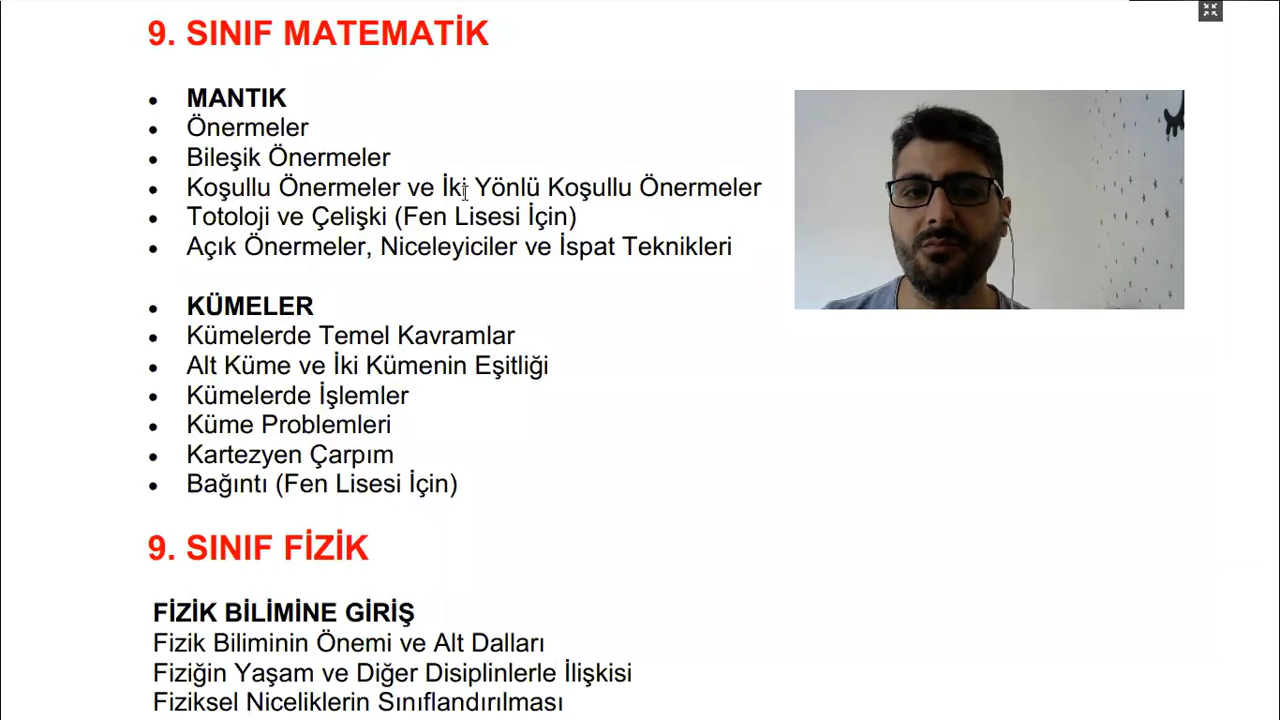 9. SINIF MATEMATİK
• MANTIK
• Önermeler
• Bileşik Önermeler
• Koşullu Önermeler ve İki Yönlü Koşullu Önermeler
• Totoloji ve Çelişki (Fen Lisesi İçin)
• Açık Önermeler, Niceleyiciler ve İspat Teknikleri
• KÜMELER
• Kümelerde Temel Kavramlar
• Alt Küme ve İki Kümenin Eşitliği
• Kümelerde İşlemler
• Küme Problemleri
• Kartezyen Çarpım
• Bağıntı (Fen Lisesi İçin)
9. SINIF FİZİK
FİZİK BİLİMİNE GİRİŞ
Fizik Biliminin Önemi ve Alt Dalları
Fiziğin Yaşam ve Diğer Disiplinlerle İlişkisi
Fiziksel Niceliklerin Sınıflandırılması